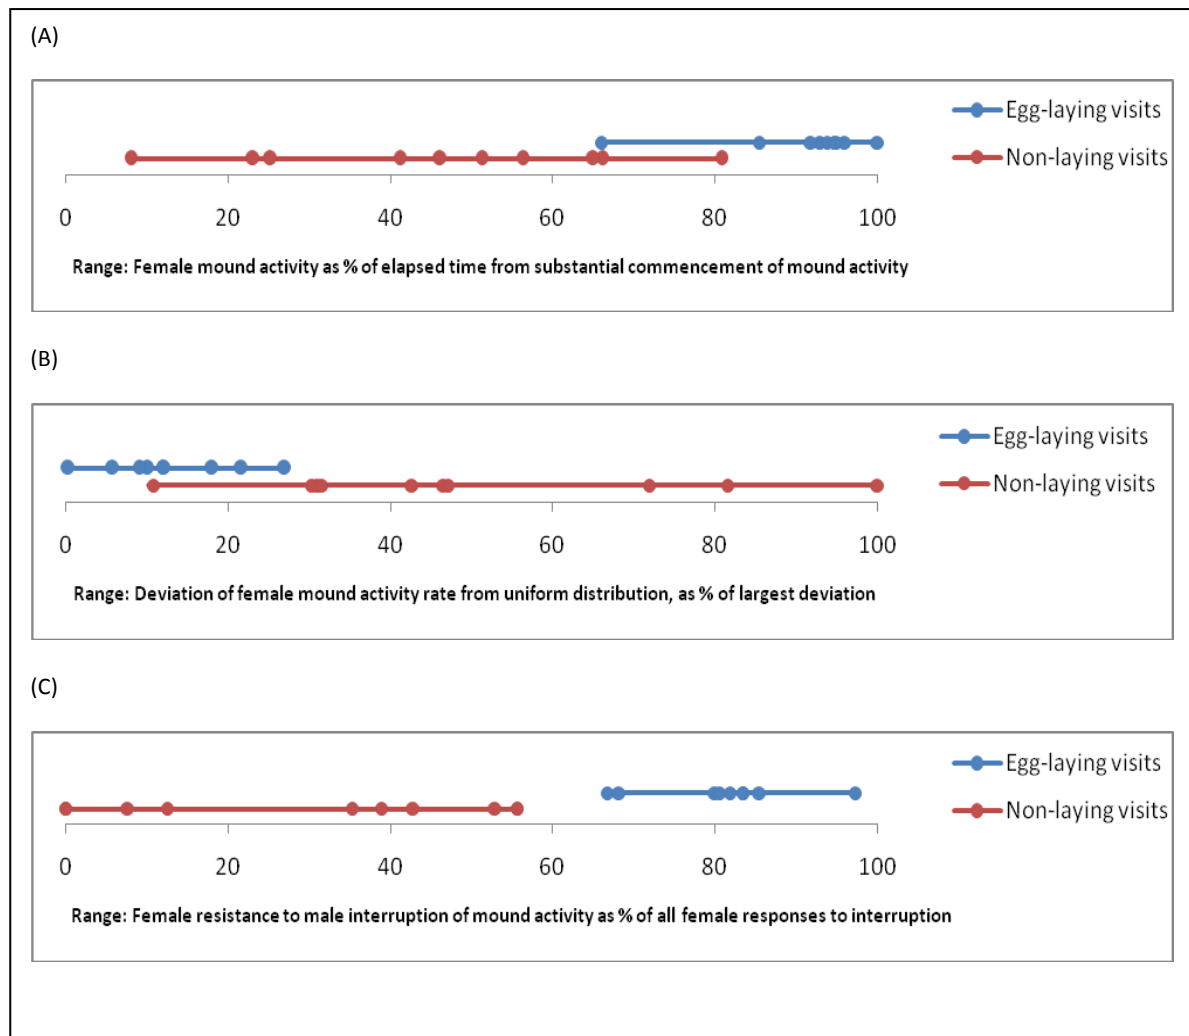 (A)
Egg-laying visits
Non-laying visits
0 20 40 60 80 100
Range: Female mound activity as % of elapsed time from substantial commencement of mound activity
(B)
Egg-laying visits
Non-laying visits
0 20 40 60 80 100
Range: Deviation of female mound activity rate from uniform distribution, as % of largest deviation
(C)
Egg-laying visits
Non-laying visits
0 20 40 60 80 100
Range: Female resistance to male interruption of mound activity as % of all female responses to interruption